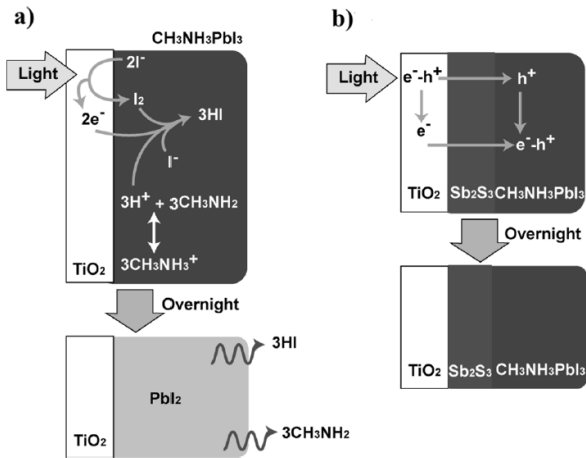 a)
CH3NH3PbI3
Light
2I-
I2
2e-
3HI
I-
3H+ + 3CH3NH2
3CH3NH3+
TiO2
Overnight
3HI
PbI2
TiO2
3CH3NH2
b)
Light
e--h+
h+
e-
e--h+
TiO2
Sb2S3 CH3NH3PbI3
Overnight
TiO2
Sb2S3 CH3NH3PbI3